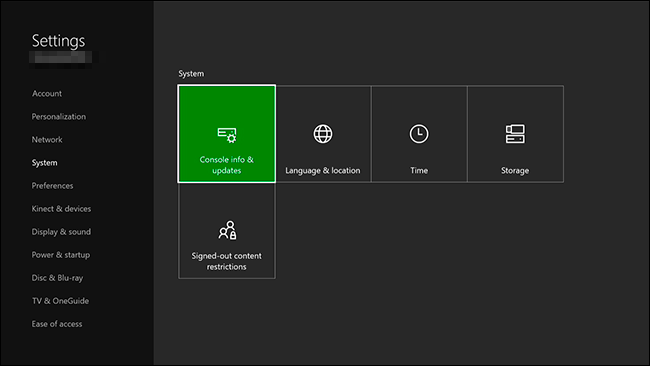 Settings
Account
Personalization
Network
System
Preferences
Kinect & devices
Display & sound
Power & startup
Disc & Blu-ray
TV & OneGuide
Ease of access
System
Console info &
updates
Language & location
Time
Storage
Signed-out content
restrictions